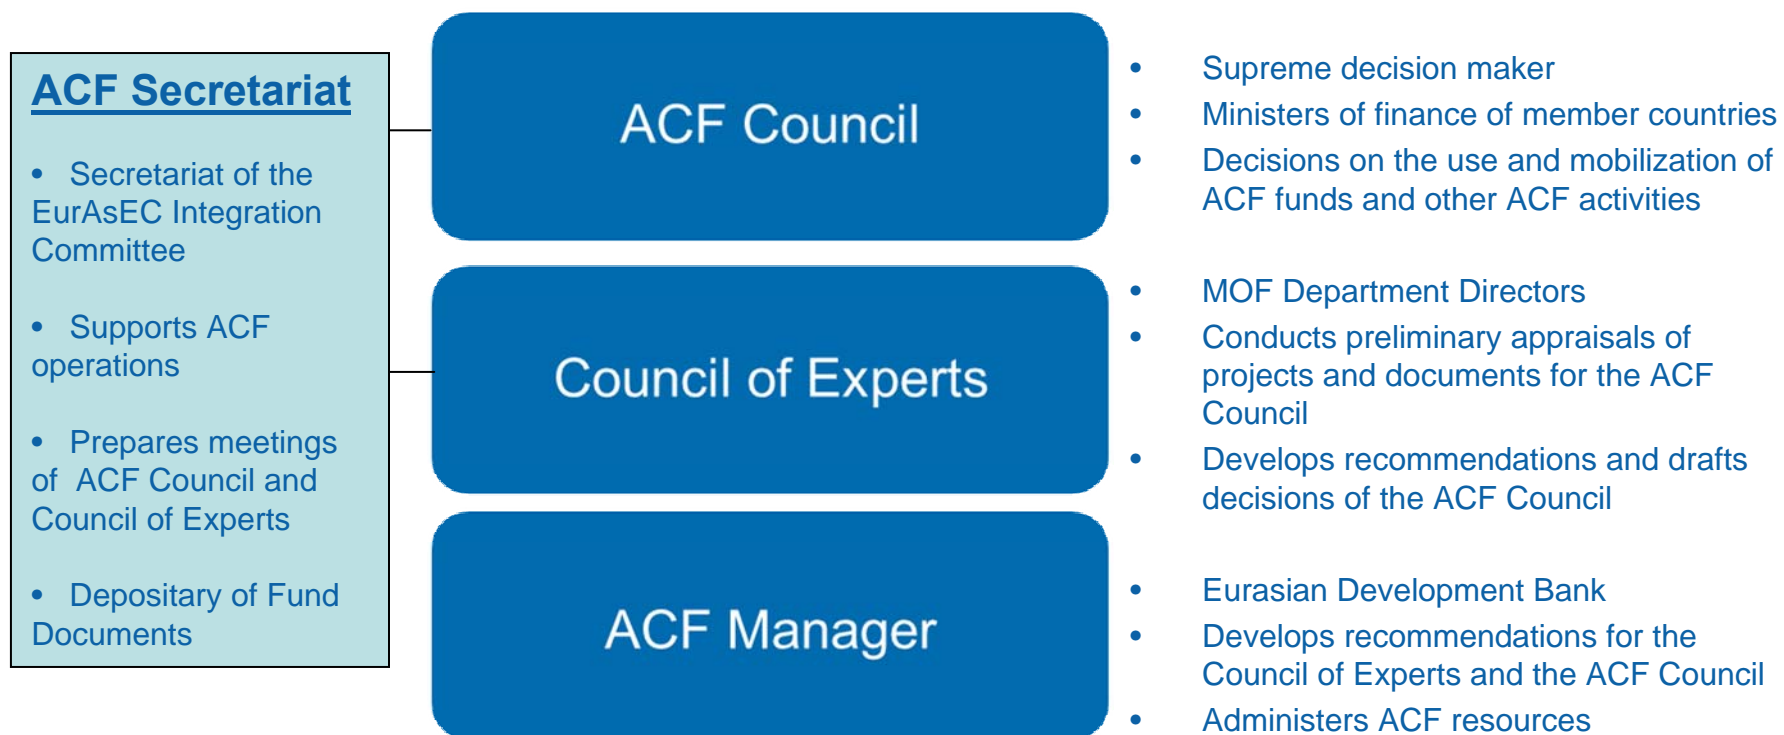 ACF Secretariat
• Secretariat of the
EurAsEC Integration
Committee
• Supports ACF
operations
• Prepares meetings
of ACF Council and
Council of Experts
• Depositary of Fund
Documents
ACF Council
• Supreme decision maker
• Ministers of finance of member countries
• Decisions on the use and mobilization of
ACF funds and other ACF activities
Council of Experts
• MOF Department Directors
• Conducts preliminary appraisals of
projects and documents for the ACF
Council
• Develops recommendations and drafts
decisions of the ACF Council
ACF Manager
• Eurasian Development Bank
• Develops recommendations for the
Council of Experts and the ACF Council
• Administers ACF resources